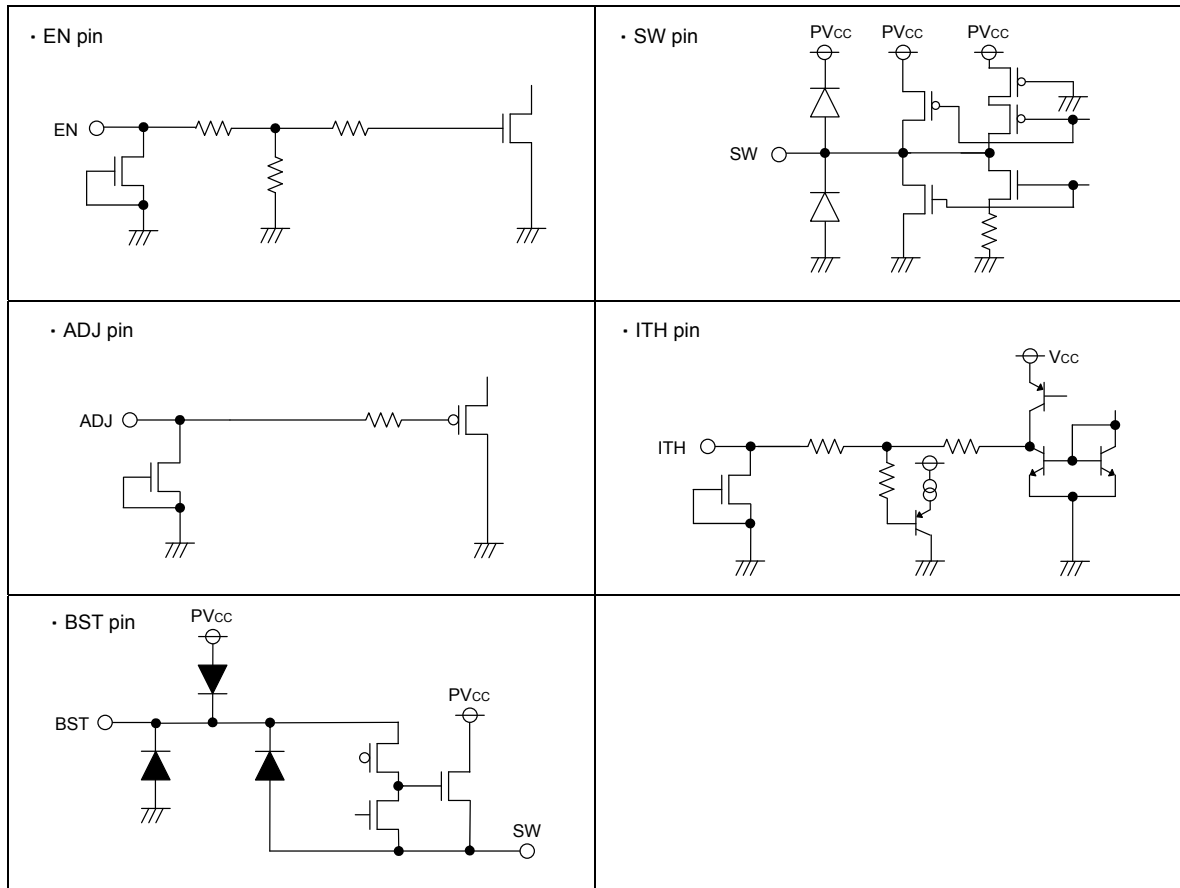 ・EN pin
EN
・SW pin
PVCC
PVCC
PVCC
SW
・ADJ pin
ADJ
・ITH pin
VCC
ITH
・BST pin
PVCC
PVCC
BST
SW